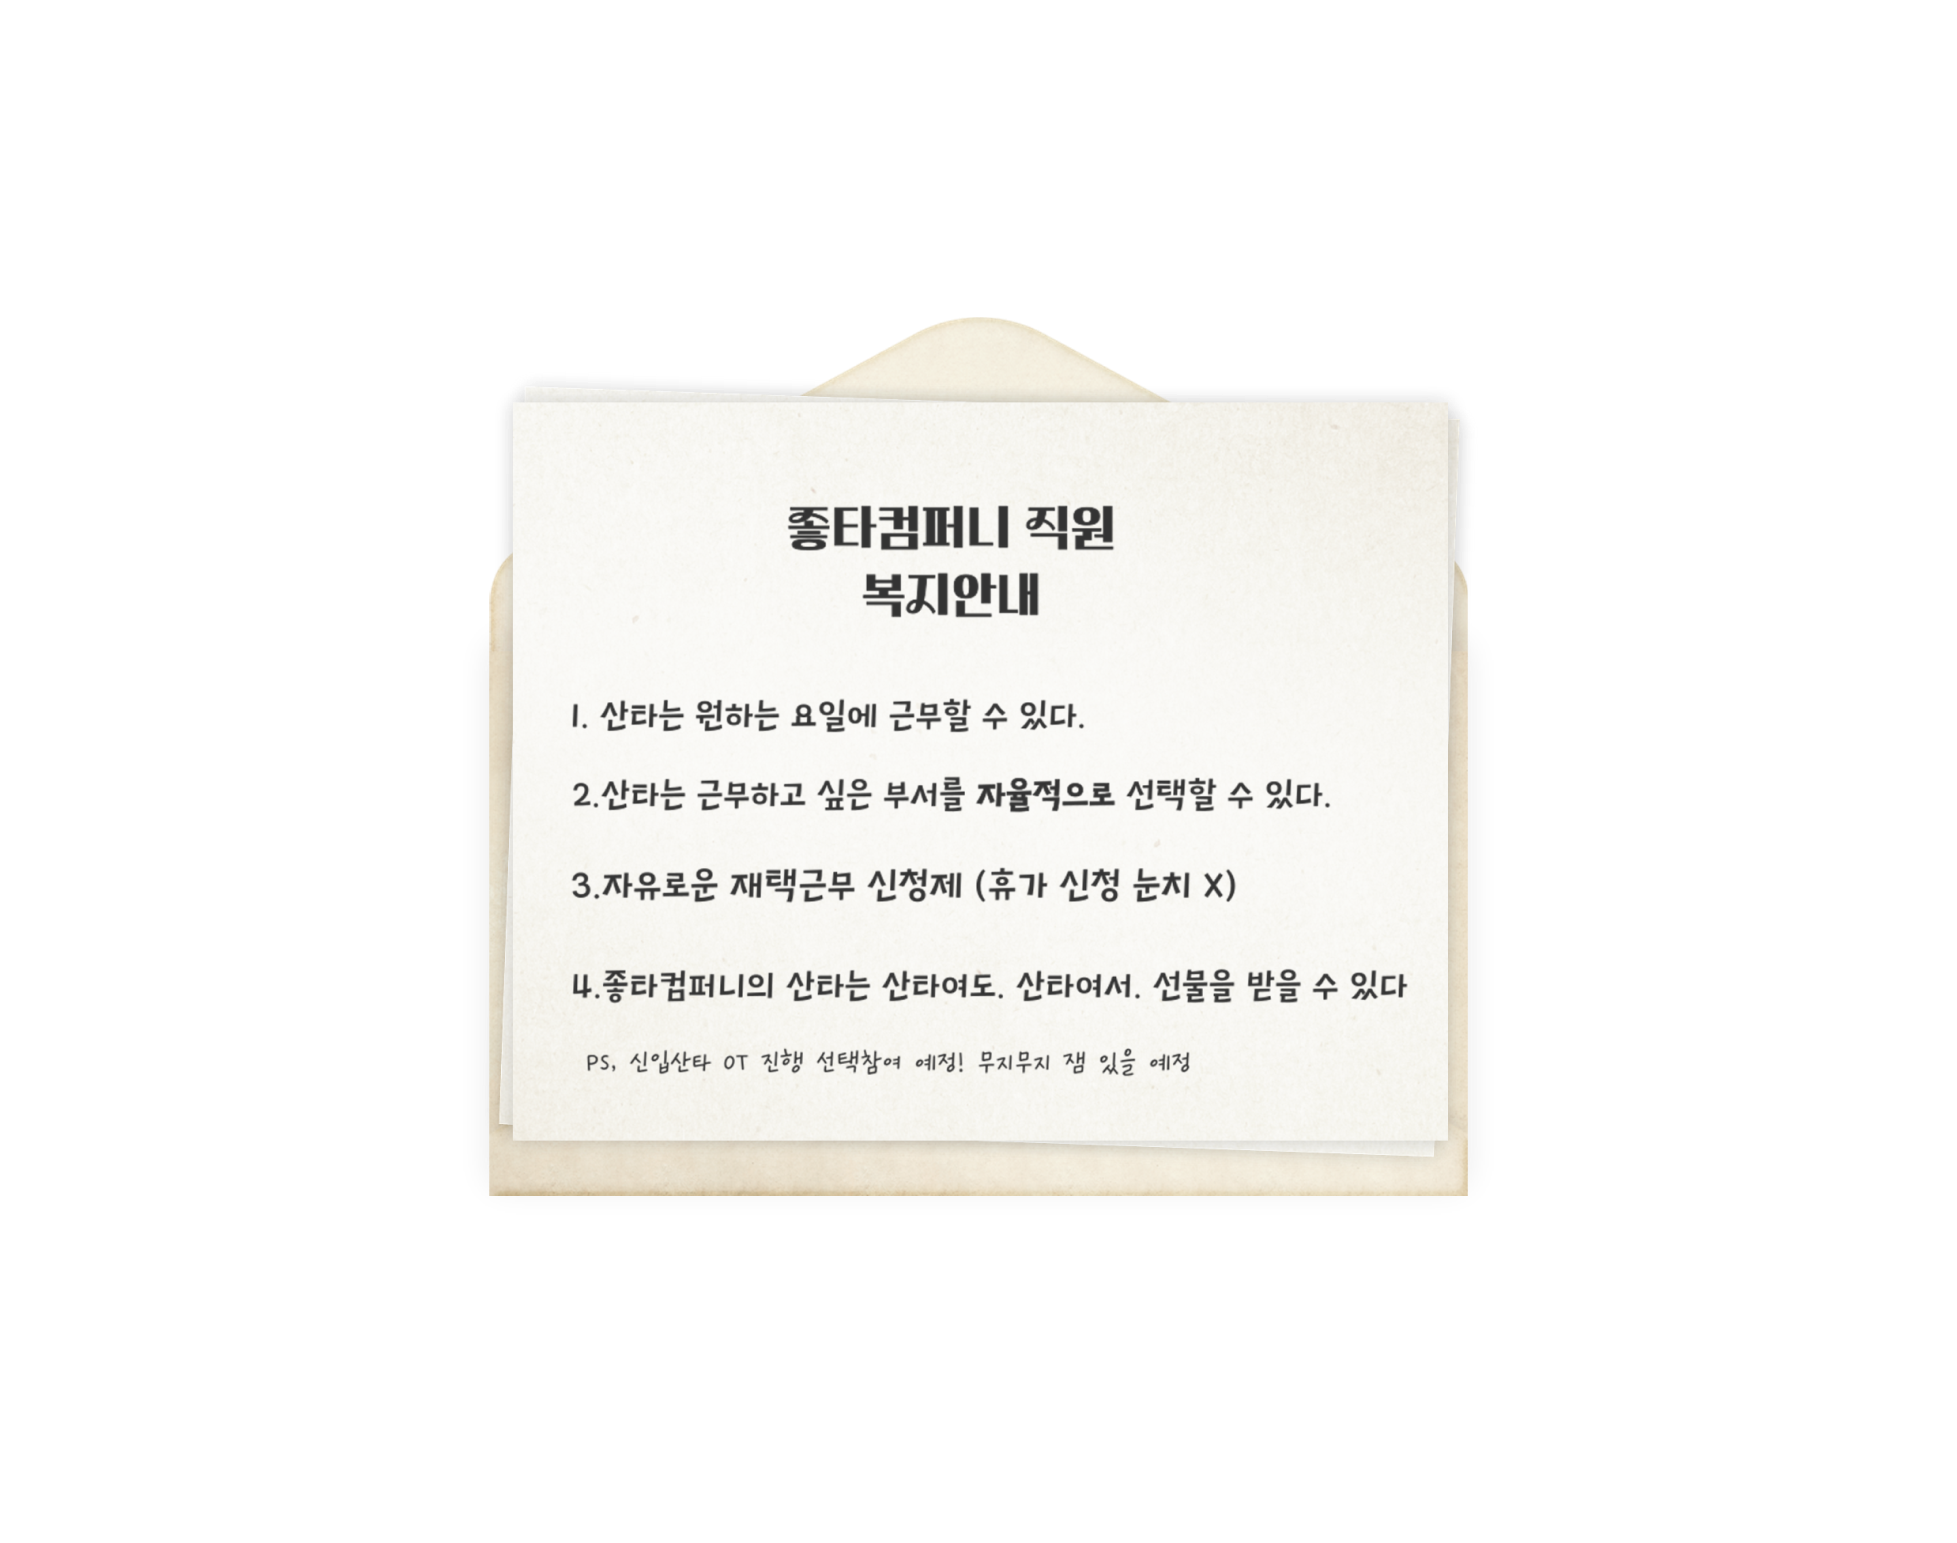 좋타컴퍼니 직원
복지안내
1. 산타는 원하는 요일에 근무할 수 있다.
2.산타는 근무하고 싶은 부서를 자율적으로 선택할 수 있다.
3.자유로운 재택근무 신청제 (휴가 신청 눈치 X)
4.좋타컴퍼니의 산타는 산타여도. 산타여서. 선물을 받을 수 있다
PS, 신입산타 OT 진행 선택참여 예정! 무지무지 잼 있을 예정